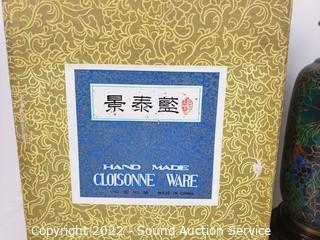 景泰藍
HAND MADE
CLOISONNE WARE
MADE IN CHINA
Copyright 2022 - Sound Auction Service